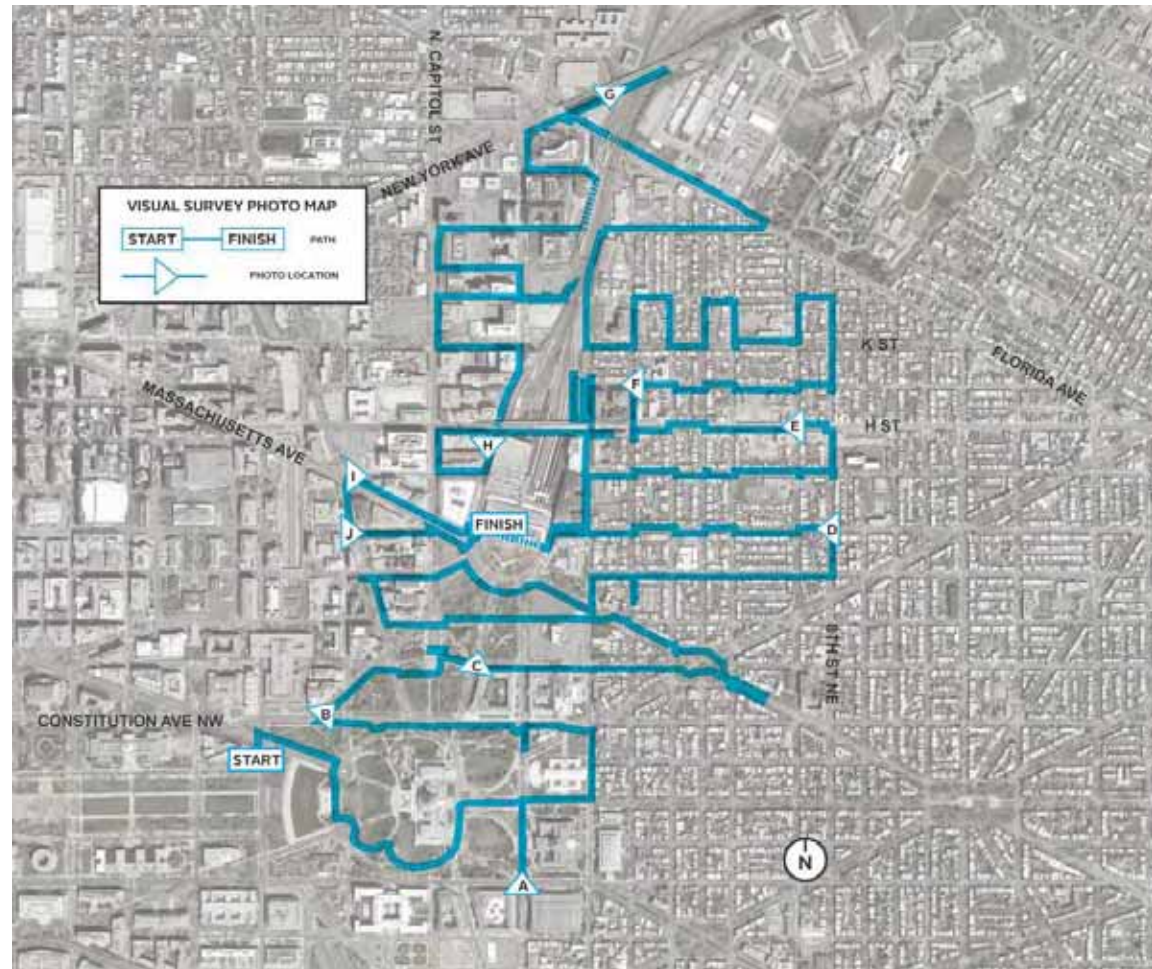 N. CAPITOL ST
G
NEW YORK AVE
VISUAL SURVEY PHOTO MAP
START FINISH PATH
PHOTO LOCATION
K ST
FLORIDA AVE
F
MASSACHUSETTS AVE
E
H ST
H
I
FINISH
J
D
8TH ST NE
C
B
CONSTITUTION AVE NW
START
N
A